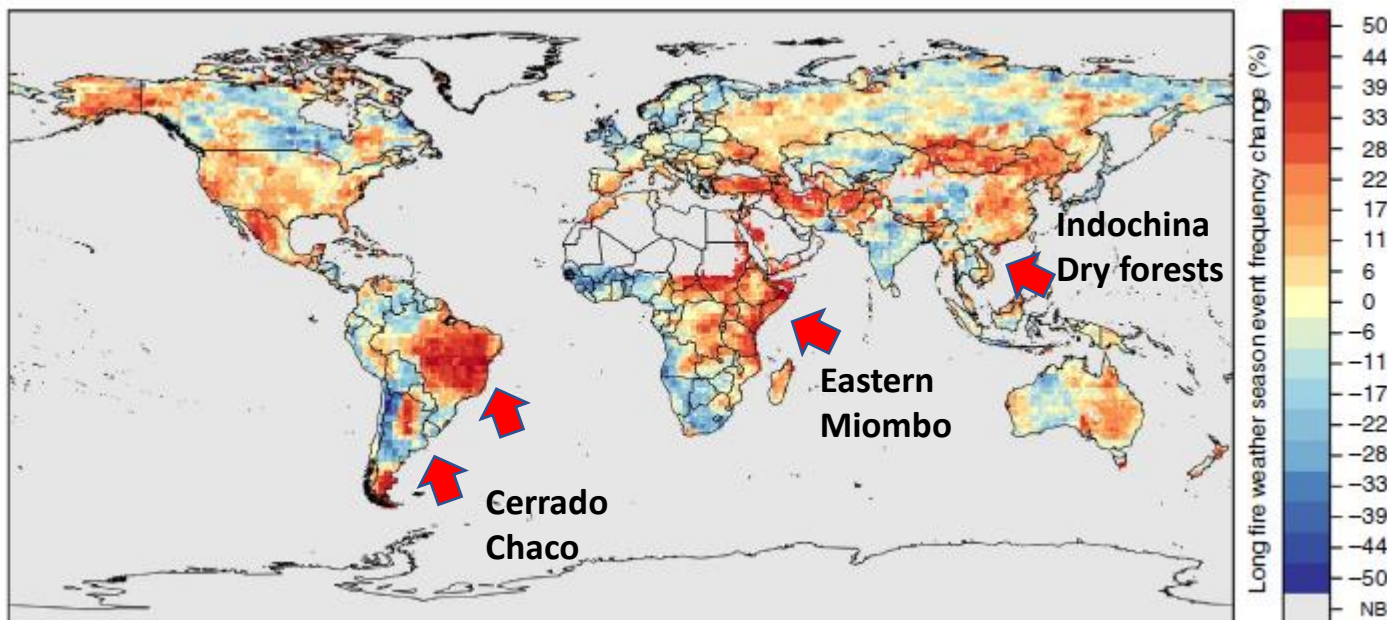 Indochina
Dry forests
Eastern
Miombo
Cerrado
Chaco
Long fire weather season event frequency change (%)
50
44
39
33
28
22
17
11
6
0
−6
−11
−17
−22
−28
−33
−39
−44
−50
NB